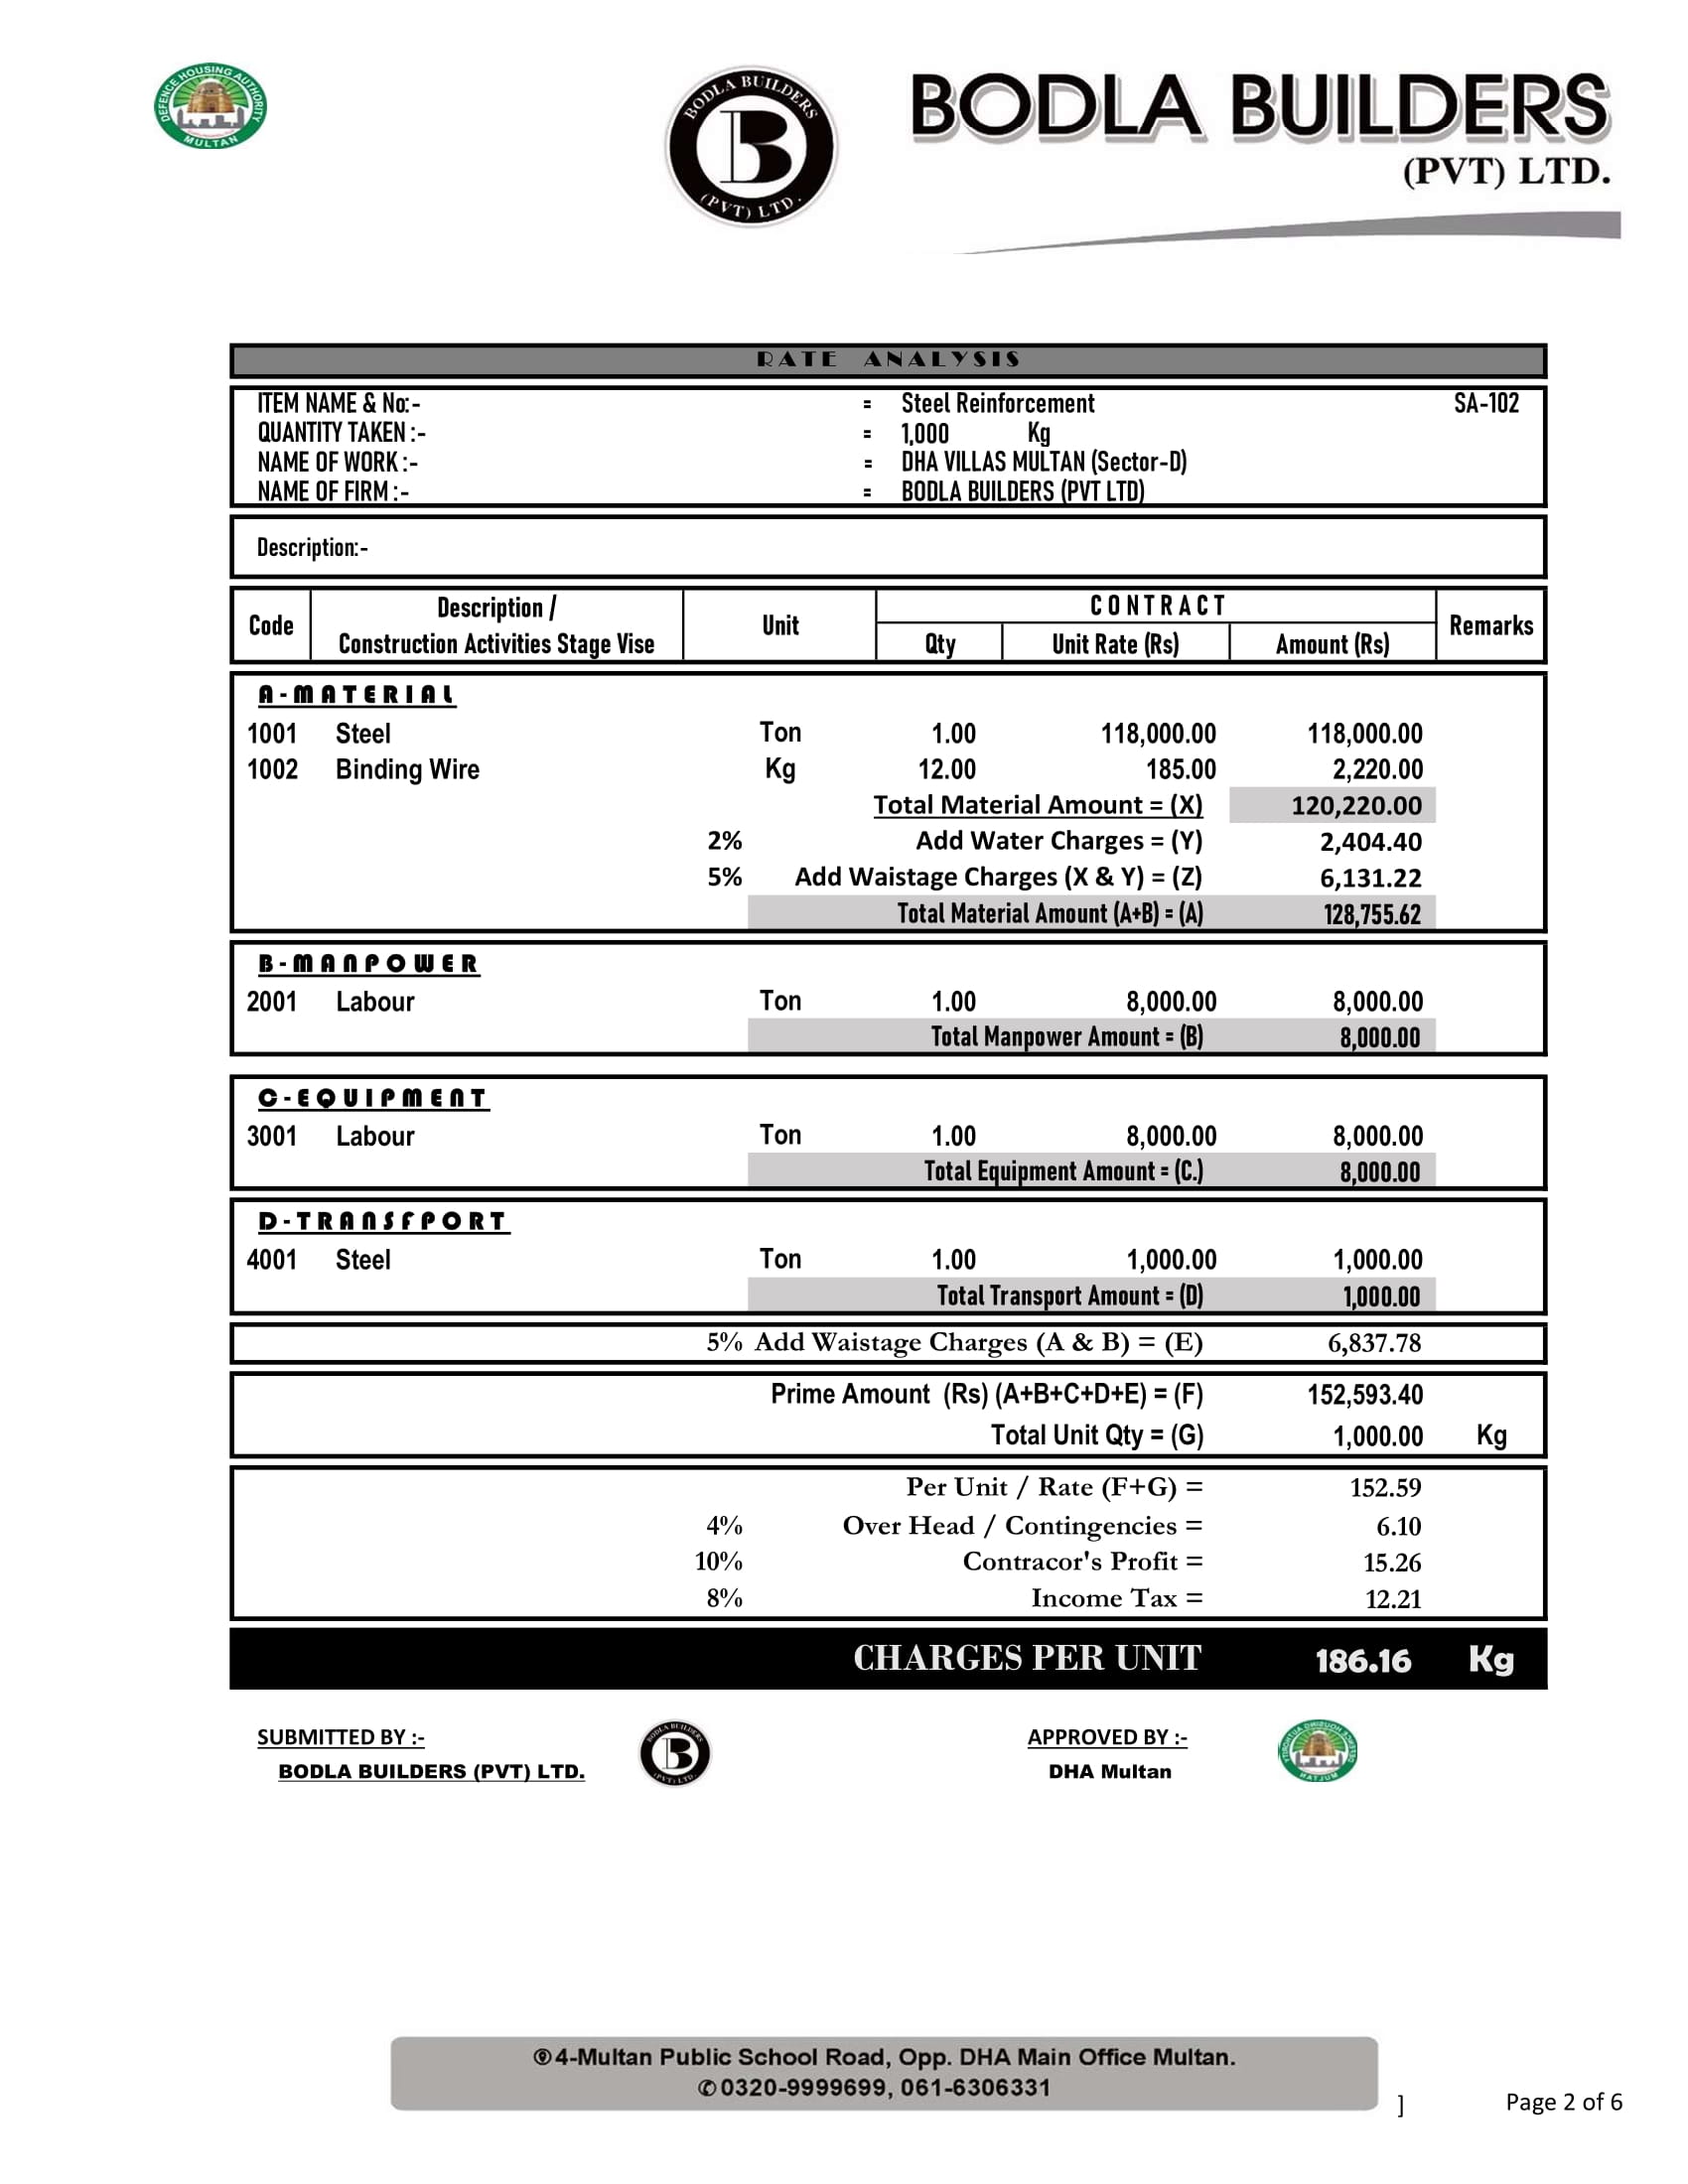 DEFENCE HOUSING AUTHORITY
MULTAN
BODLA BUILDERS
B
(PVT) LTD.
BODLA BUILDERS
(PVT) LTD.
RATE ANALYSIS
ITEM NAME & No:- = Steel Reinforcement SA-102
QUANTITY TAKEN :- = 1,000 Kg
NAME OF WORK :- = DHA VILLAS MULTAN (Sector-D)
NAME OF FIRM :- = BODLA BUILDERS (PVT LTD)
Description:-
Code Description / Construction Activities Stage Vise Unit CONTRACT Remarks
Qty Unit Rate (Rs) Amount (Rs)
A-MATERIAL
1001 Steel Ton 1.00 118,000.00 118,000.00
1002 Binding Wire Kg 12.00 185.00 2,220.00
Total Material Amount = (X) 120,220.00
2% Add Water Charges = (Y) 2,404.40
5% Add Waistage Charges (X & Y) = (Z) 6,131.22
Total Material Amount (A+B) = (A) 128,755.62
B-MANPOWER
2001 Labour Ton 1.00 8,000.00 8,000.00
Total Manpower Amount = (B) 8,000.00
C-EQUIPMENT
3001 Labour Ton 1.00 8,000.00 8,000.00
Total Equipment Amount = (C.) 8,000.00
D-TRANSFPORT
4001 Steel Ton 1.00 1,000.00 1,000.00
Total Transport Amount = (D) 1,000.00
5% Add Waistage Charges (A & B) = (E) 6,837.78
Prime Amount (Rs) (A+B+C+D+E) = (F) 152,593.40
Total Unit Qty = (G) 1,000.00 Kg
Per Unit / Rate (F+G) = 152.59
4% Over Head / Contingencies = 6.10
10% Contracor's Profit = 15.26
8% Income Tax = 12.21
CHARGES PER UNIT 186.16 Kg
SUBMITTED BY :- APPROVED BY :-
BODLA BUILDERS (PVT) LTD. DHA Multan
BODLA BUILDERS
B
(PVT) LTD.
DEFENCE HOUSING AUTHORITY
MULTAN
4-Multan Public School Road, Opp. DHA Main Office Multan.
✆ 0320-9999699, 061-6306331
] Page 2 of 6